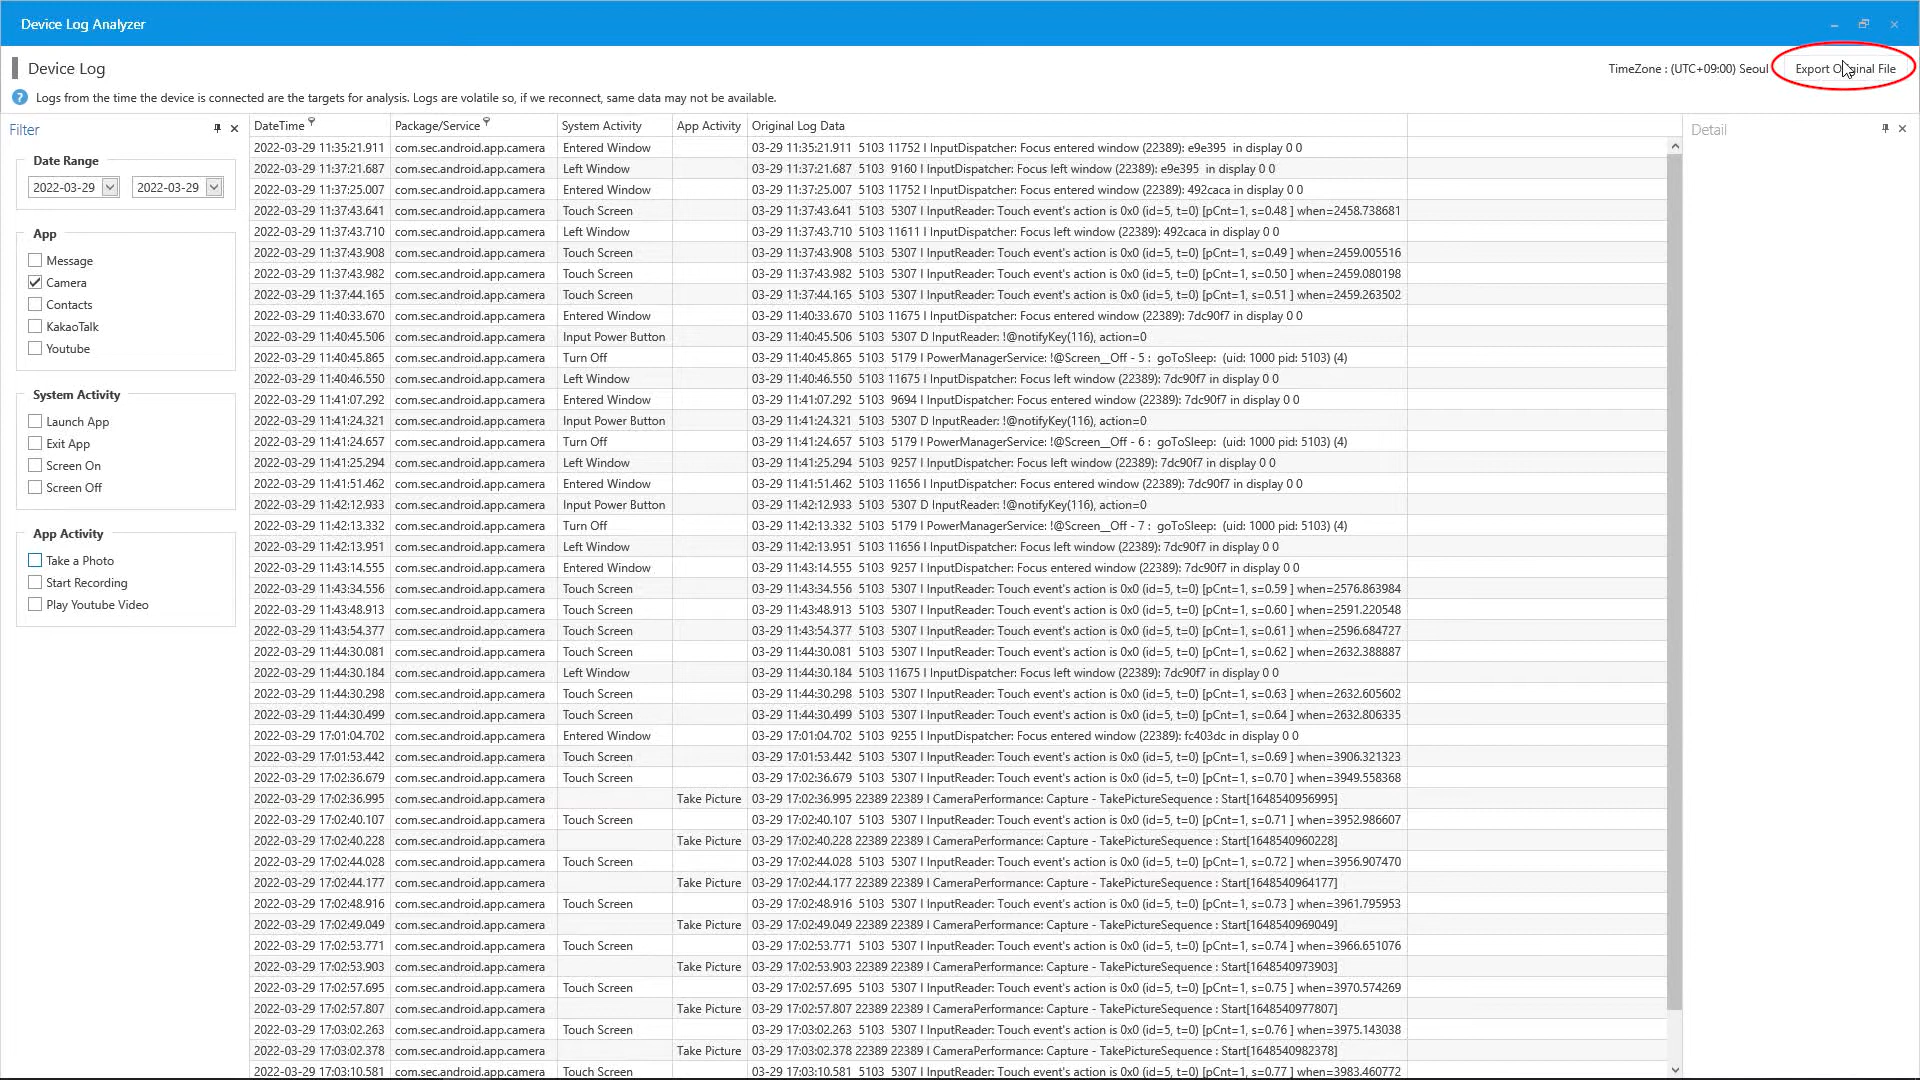 Device Log Analyzer
Device Log
TimeZone : (UTC+09:00) Seoul
Export Original File
? Logs from the time the device is connected are the targets for analysis. Logs are volatile so, if we reconnect, same data may not be available.
Filter
Date Range
2022-03-29 2022-03-29
App
Message
Camera
Contacts
KakaoTalk
Youtube
System Activity
Launch App
Exit App
Screen On
Screen Off
App Activity
Take a Photo
Start Recording
Play Youtube Video
DateTime Package/Service System Activity App Activity Original Log Data
2022-03-29 11:35:21.911 com.sec.android.app.camera Entered Window 03-29 11:35:21.911 5103 11752 I InputDispatcher: Focus entered window (22389): e9e395 in display 0 0
2022-03-29 11:37:21.687 com.sec.android.app.camera Left Window 03-29 11:37:21.687 5103 9160 I InputDispatcher: Focus left window (22389): e9e395 in display 0 0
2022-03-29 11:37:25.007 com.sec.android.app.camera Entered Window 03-29 11:37:25.007 5103 11752 I InputDispatcher: Focus entered window (22389): 492caca in display 0 0
2022-03-29 11:37:43.641 com.sec.android.app.camera Touch Screen 03-29 11:37:43.641 5103 5307 I InputReader: Touch event's action is 0x0 (id=5, t=0) [pCnt=1, s=0.48 ] when=2458.738681
2022-03-29 11:37:43.710 com.sec.android.app.camera Left Window 03-29 11:37:43.710 5103 11611 I InputDispatcher: Focus left window (22389): 492caca in display 0 0
2022-03-29 11:37:43.908 com.sec.android.app.camera Touch Screen 03-29 11:37:43.908 5103 5307 I InputReader: Touch event's action is 0x0 (id=5, t=0) [pCnt=1, s=0.49 ] when=2459.005516
2022-03-29 11:37:43.982 com.sec.android.app.camera Touch Screen 03-29 11:37:43.982 5103 5307 I InputReader: Touch event's action is 0x0 (id=5, t=0) [pCnt=1, s=0.50 ] when=2459.080198
2022-03-29 11:37:44.165 com.sec.android.app.camera Touch Screen 03-29 11:37:44.165 5103 5307 I InputReader: Touch event's action is 0x0 (id=5, t=0) [pCnt=1, s=0.51 ] when=2459.263502
2022-03-29 11:40:33.670 com.sec.android.app.camera Entered Window 03-29 11:40:33.670 5103 11675 I InputDispatcher: Focus entered window (22389): 7dc90f7 in display 0 0
2022-03-29 11:40:45.506 com.sec.android.app.camera Input Power Button 03-29 11:40:45.506 5103 5307 D InputReader: !@notifyKey(116), action=0
2022-03-29 11:40:45.865 com.sec.android.app.camera Turn Off 03-29 11:40:45.865 5103 5179 I PowerManagerService: !@Screen__Off - 5 : goToSleep: (uid: 1000 pid: 5103) (4)
2022-03-29 11:40:46.550 com.sec.android.app.camera Left Window 03-29 11:40:46.550 5103 11675 I InputDispatcher: Focus left window (22389): 7dc90f7 in display 0 0
2022-03-29 11:41:07.292 com.sec.android.app.camera Entered Window 03-29 11:41:07.292 5103 9694 I InputDispatcher: Focus entered window (22389): 7dc90f7 in display 0 0
2022-03-29 11:41:24.321 com.sec.android.app.camera Input Power Button 03-29 11:41:24.321 5103 5307 D InputReader: !@notifyKey(116), action=0
2022-03-29 11:41:24.657 com.sec.android.app.camera Turn Off 03-29 11:41:24.657 5103 5179 I PowerManagerService: !@Screen__Off - 6 : goToSleep: (uid: 1000 pid: 5103) (4)
2022-03-29 11:41:25.294 com.sec.android.app.camera Left Window 03-29 11:41:25.294 5103 9257 I InputDispatcher: Focus left window (22389): 7dc90f7 in display 0 0
2022-03-29 11:41:51.462 com.sec.android.app.camera Entered Window 03-29 11:41:51.462 5103 11656 I InputDispatcher: Focus entered window (22389): 7dc90f7 in display 0 0
2022-03-29 11:42:12.933 com.sec.android.app.camera Input Power Button 03-29 11:42:12.933 5103 5307 D InputReader: !@notifyKey(116), action=0
2022-03-29 11:42:13.332 com.sec.android.app.camera Turn Off 03-29 11:42:13.332 5103 5179 I PowerManagerService: !@Screen__Off - 7 : goToSleep: (uid: 1000 pid: 5103) (4)
2022-03-29 11:42:13.951 com.sec.android.app.camera Left Window 03-29 11:42:13.951 5103 11656 I InputDispatcher: Focus left window (22389): 7dc90f7 in display 0 0
2022-03-29 11:43:14.555 com.sec.android.app.camera Entered Window 03-29 11:43:14.555 5103 9257 I InputDispatcher: Focus entered window (22389): 7dc90f7 in display 0 0
2022-03-29 11:43:34.556 com.sec.android.app.camera Touch Screen 03-29 11:43:34.556 5103 5307 I InputReader: Touch event's action is 0x0 (id=5, t=0) [pCnt=1, s=0.59 ] when=2576.863984
2022-03-29 11:43:48.913 com.sec.android.app.camera Touch Screen 03-29 11:43:48.913 5103 5307 I InputReader: Touch event's action is 0x0 (id=5, t=0) [pCnt=1, s=0.60 ] when=2591.220548
2022-03-29 11:43:54.377 com.sec.android.app.camera Touch Screen 03-29 11:43:54.377 5103 5307 I InputReader: Touch event's action is 0x0 (id=5, t=0) [pCnt=1, s=0.61 ] when=2596.684727
2022-03-29 11:44:30.081 com.sec.android.app.camera Touch Screen 03-29 11:44:30.081 5103 5307 I InputReader: Touch event's action is 0x0 (id=5, t=0) [pCnt=1, s=0.62 ] when=2632.388887
2022-03-29 11:44:30.184 com.sec.android.app.camera Left Window 03-29 11:44:30.184 5103 11675 I InputDispatcher: Focus left window (22389): 7dc90f7 in display 0 0
2022-03-29 11:44:30.298 com.sec.android.app.camera Touch Screen 03-29 11:44:30.298 5103 5307 I InputReader: Touch event's action is 0x0 (id=5, t=0) [pCnt=1, s=0.63 ] when=2632.605602
2022-03-29 11:44:30.499 com.sec.android.app.camera Touch Screen 03-29 11:44:30.499 5103 5307 I InputReader: Touch event's action is 0x0 (id=5, t=0) [pCnt=1, s=0.64 ] when=2632.806335
2022-03-29 17:01:04.702 com.sec.android.app.camera Entered Window 03-29 17:01:04.702 5103 9255 I InputDispatcher: Focus entered window (22389): fc403dc in display 0 0
2022-03-29 17:01:53.442 com.sec.android.app.camera Touch Screen 03-29 17:01:53.442 5103 5307 I InputReader: Touch event's action is 0x0 (id=5, t=0) [pCnt=1, s=0.69 ] when=3906.321323
2022-03-29 17:02:36.679 com.sec.android.app.camera Touch Screen 03-29 17:02:36.679 5103 5307 I InputReader: Touch event's action is 0x0 (id=5, t=0) [pCnt=1, s=0.70 ] when=3949.558368
2022-03-29 17:02:36.995 com.sec.android.app.camera Take Picture 03-29 17:02:36.995 22389 22389 I CameraPerformance: Capture - TakePictureSequence : Start[1648540956995]
2022-03-29 17:02:40.107 com.sec.android.app.camera Touch Screen 03-29 17:02:40.107 5103 5307 I InputReader: Touch event's action is 0x0 (id=5, t=0) [pCnt=1, s=0.71 ] when=3952.986607
2022-03-29 17:02:40.228 com.sec.android.app.camera Take Picture 03-29 17:02:40.228 22389 22389 I CameraPerformance: Capture - TakePictureSequence : Start[1648540960228]
2022-03-29 17:02:44.028 com.sec.android.app.camera Touch Screen 03-29 17:02:44.028 5103 5307 I InputReader: Touch event's action is 0x0 (id=5, t=0) [pCnt=1, s=0.72 ] when=3956.907470
2022-03-29 17:02:44.177 com.sec.android.app.camera Take Picture 03-29 17:02:44.177 22389 22389 I CameraPerformance: Capture - TakePictureSequence : Start[1648540964177]
2022-03-29 17:02:48.916 com.sec.android.app.camera Touch Screen 03-29 17:02:48.916 5103 5307 I InputReader: Touch event's action is 0x0 (id=5, t=0) [pCnt=1, s=0.73 ] when=3961.795953
2022-03-29 17:02:49.049 com.sec.android.app.camera Take Picture 03-29 17:02:49.049 22389 22389 I CameraPerformance: Capture - TakePictureSequence : Start[1648540969049]
2022-03-29 17:02:53.771 com.sec.android.app.camera Touch Screen 03-29 17:02:53.771 5103 5307 I InputReader: Touch event's action is 0x0 (id=5, t=0) [pCnt=1, s=0.74 ] when=3966.651076
2022-03-29 17:02:53.903 com.sec.android.app.camera Take Picture 03-29 17:02:53.903 22389 22389 I CameraPerformance: Capture - TakePictureSequence : Start[1648540973903]
2022-03-29 17:02:57.695 com.sec.android.app.camera Touch Screen 03-29 17:02:57.695 5103 5307 I InputReader: Touch event's action is 0x0 (id=5, t=0) [pCnt=1, s=0.75 ] when=3970.574269
2022-03-29 17:02:57.807 com.sec.android.app.camera Take Picture 03-29 17:02:57.807 22389 22389 I CameraPerformance: Capture - TakePictureSequence : Start[1648540977807]
2022-03-29 17:03:02.263 com.sec.android.app.camera Touch Screen 03-29 17:03:02.263 5103 5307 I InputReader: Touch event's action is 0x0 (id=5, t=0) [pCnt=1, s=0.76 ] when=3975.143038
2022-03-29 17:03:02.378 com.sec.android.app.camera Take Picture 03-29 17:03:02.378 22389 22389 I CameraPerformance: Capture - TakePictureSequence : Start[1648540982378]
2022-03-29 17:03:10.581 com.sec.android.app.camera Touch Screen 03-29 17:03:10.581 5103 5307 I InputReader: Touch event's action is 0x0 (id=5, t=0) [pCnt=1, s=0.77 ] when=3983.460772
Detail